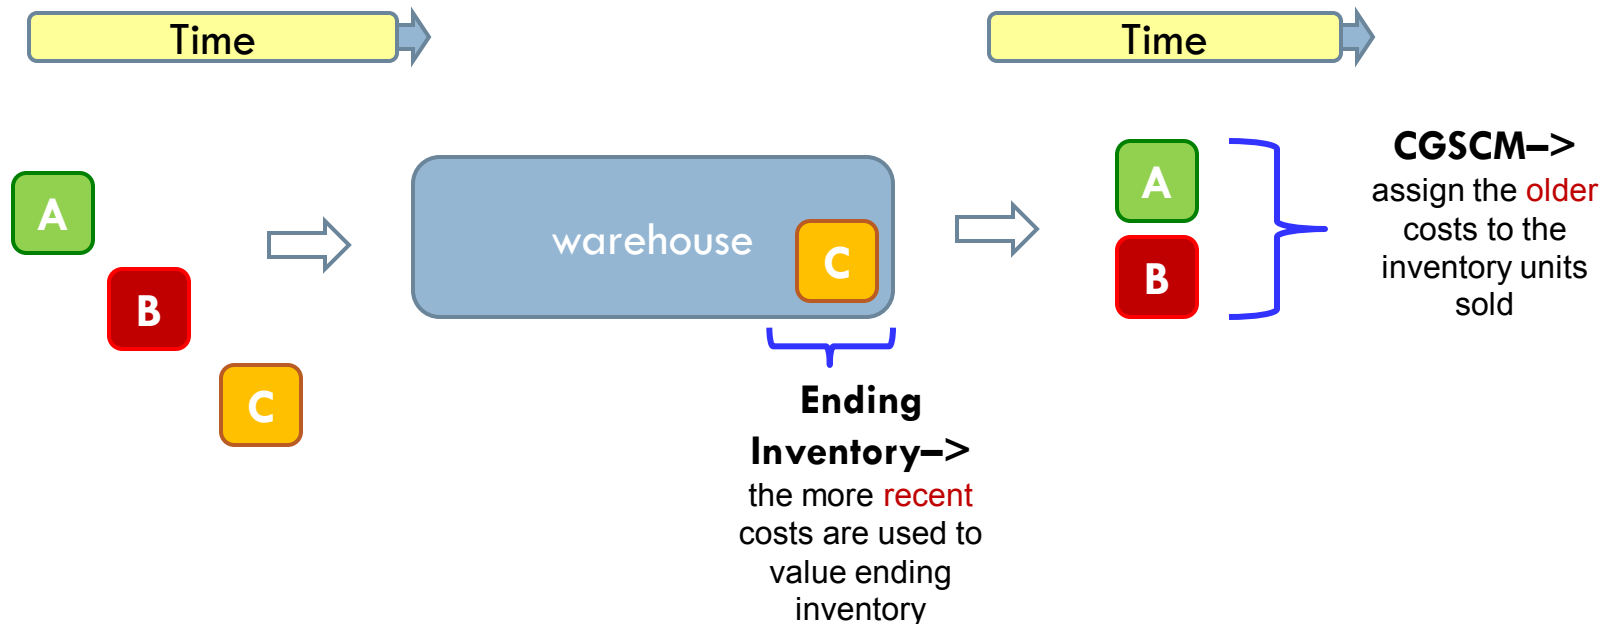 Time
Time
A
B
C
warehouse
C
A
B
CGSCM–>
assign the older
costs to the
inventory units
sold
Ending
Inventory–>
the more recent
costs are used to
value ending
inventory